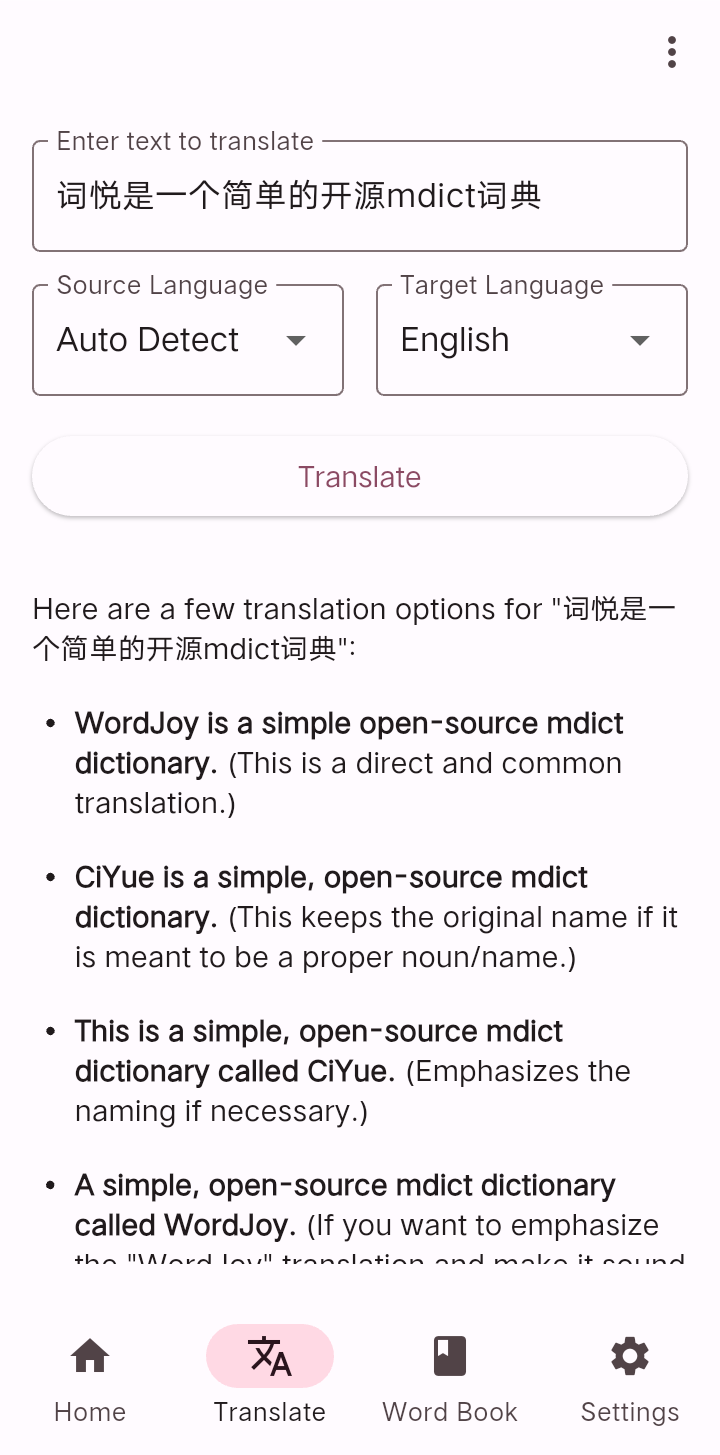 Enter text to translate
词悦是一个简单的开源mdict词典
Source Language
Target Language
Auto Detect
English
Translate
Here are a few translation options for "词悦是一
个简单的开源mdict词典":
• WordJoy is a simple open-source mdict
dictionary. (This is a direct and common
translation.)
• CiYue is a simple, open-source mdict
dictionary. (This keeps the original name if it
is meant to be a proper noun/name.)
• This is a simple, open-source mdict
dictionary called CiYue. (Emphasizes the
naming if necessary.)
• A simple, open-source mdict dictionary
called WordJoy. (If you want to emphasize
the "WordJoy" translation and make it sound
Home
Translate
Word Book
Settings